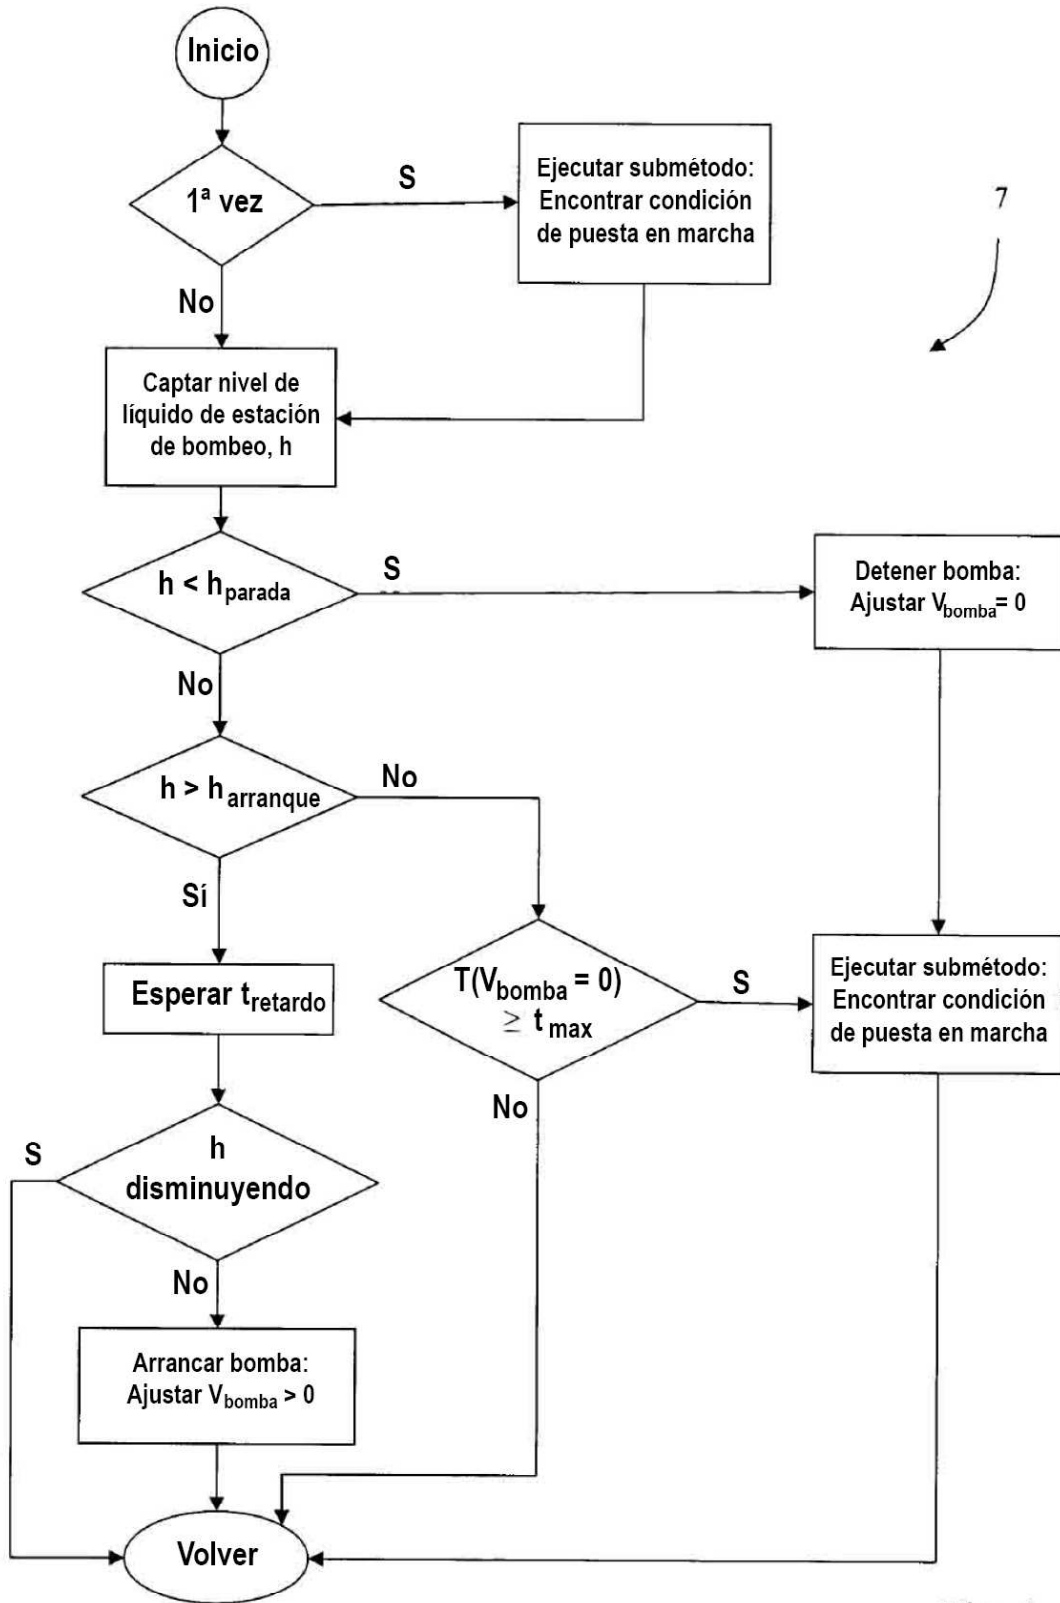 Inicio
1ª vez
S
Ejecutar submétodo:
Encontrar condición
de puesta en marcha
7
No
Captar nivel de
líquido de estación
de bombeo, h
h < hparada
S
Detener bomba:
Ajustar Vbomba= 0
No
h > harranque
No
Sí
Esperar tretardo
T(Vbomba = 0)
≥ tmax
S
Ejecutar submétodo:
Encontrar condición
de puesta en marcha
No
S
h
disminuyendo
No
Arrancar bomba:
Ajustar Vbomba > 0
Volver